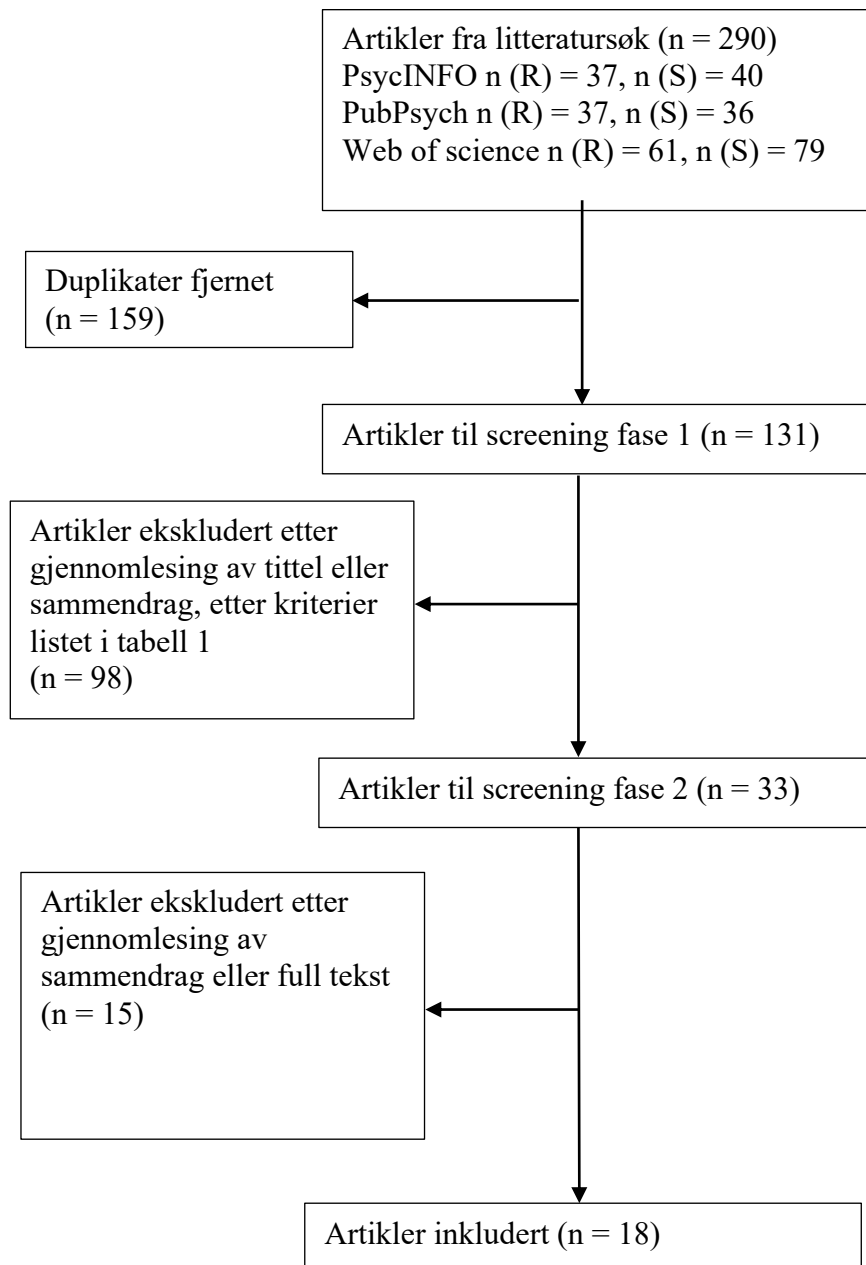 Artikler fra litteratursøk (n = 290)
PsycINFO n (R) = 37, n (S) = 40
PubPsych n (R) = 37, n (S) = 36
Web of science n (R) = 61, n (S) = 79
Duplikater fjernet
(n = 159)
Artikler til screening fase 1 (n = 131)
Artikler ekskludert etter
gjennomlesing av tittel eller
sammendrag, etter kriterier
listet i tabell 1
(n = 98)
Artikler til screening fase 2 (n = 33)
Artikler ekskludert etter
gjennomlesing av
sammendrag eller full tekst
(n = 15)
Artikler inkludert (n = 18)